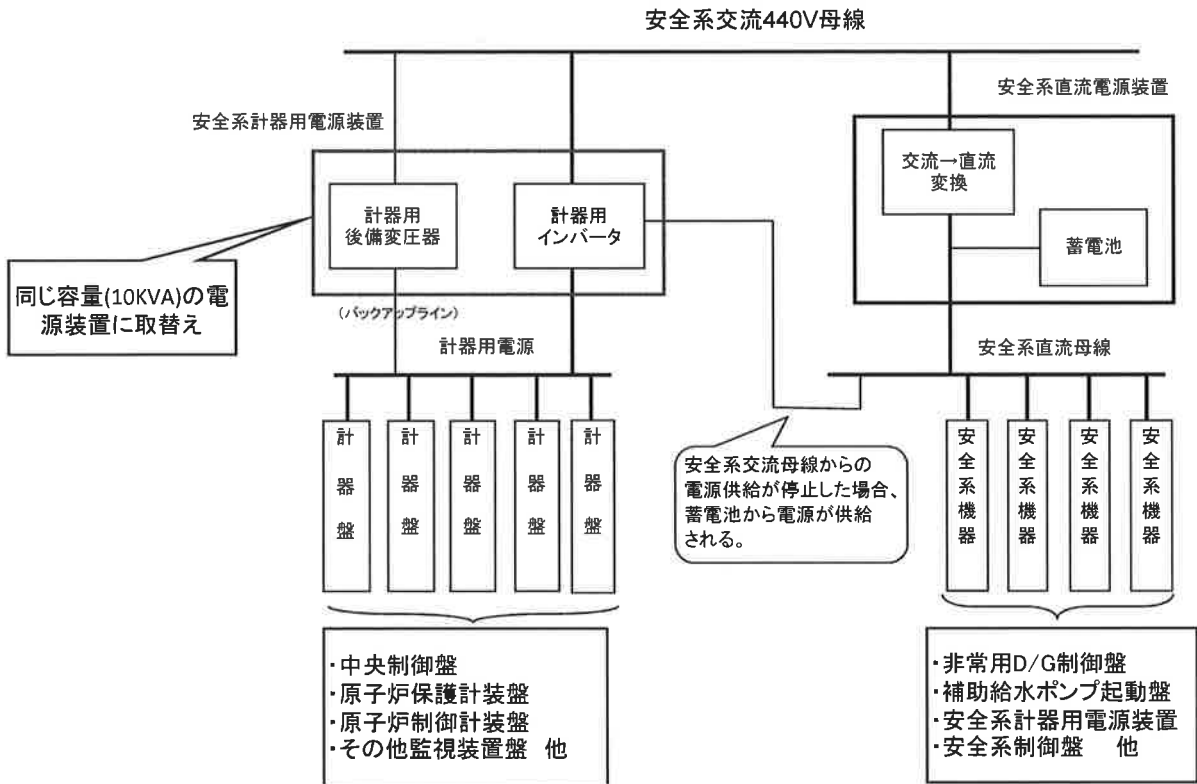 安全系交流440V母線
安全系計器用電源装置
安全系直流電源装置
計器用
後備変圧器
計器用
インバータ
交流→直流
変換
蓄電池
同じ容量(10KVA)の電
源装置に取替え
(バックアップライン)
計器用電源
安全系直流母線
計器盤
計器盤
計器盤
計器盤
計器盤
安全系交流母線からの
電源供給が停止した場合、
蓄電池から電源が供給
される。
安全系機器
安全系機器
安全系機器
安全系機器
・中央制御盤
・原子炉保護計装盤
・原子炉制御計装盤
・その他監視装置盤 他
・非常用D/G制御盤
・補助給水ポンプ起動盤
・安全系計器用電源装置
・安全系制御盤 他